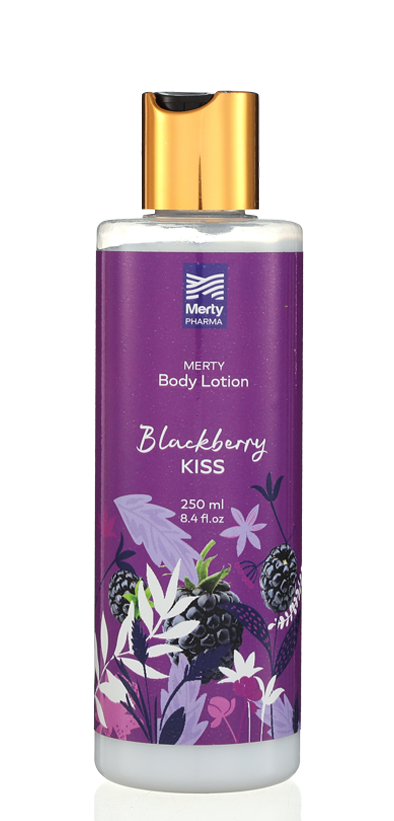 Merty
PHARMA
MERTY
Body Lotion
Blackberry
KISS
250 ml
8.4 fl.oz